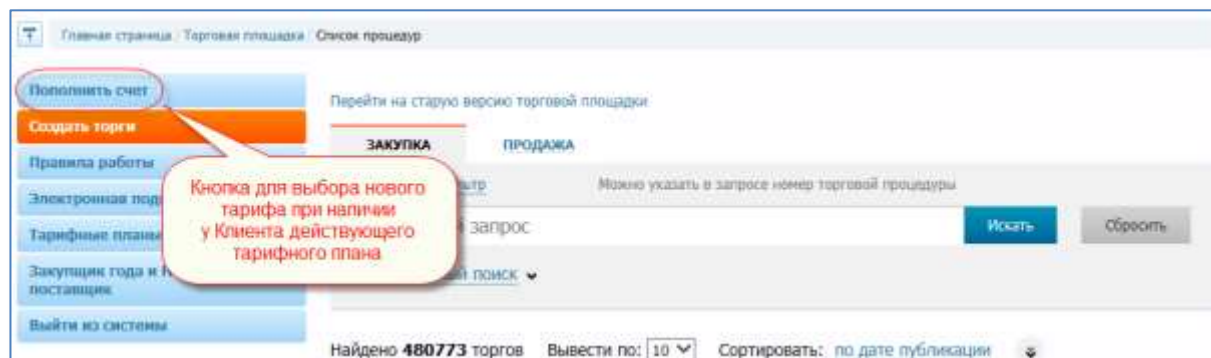 Главная страница / Торговая площадка / Список процедур
Пополнить счет
Создать торги
Правила работы
Электронная под
Тарифные планы
Закупщик года и
поставщик
Выйти из системы
Кнопка для выбора нового
тарифа при наличии
у Клиента действующего
тарифного плана
Перейти на старую версию торговой площадки
ЗАКУПКА ПРОДАЖА
ьтр Можно указать в запросе номер торговой процедуры
запрос Искать Сбросить
й поиск
Найдено 480773 торгов Вывести по: 10 Сортировать: по дате публикации